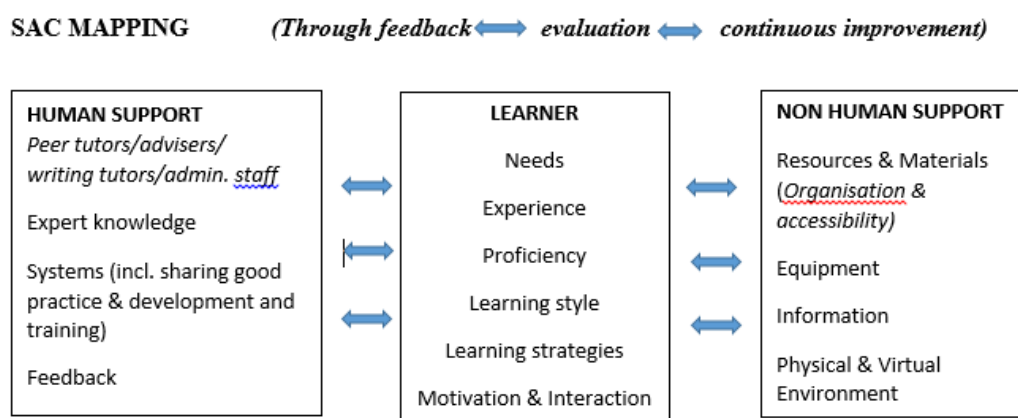 SAC MAPPING (Through feedback evaluation continuous improvement)
HUMAN SUPPORT
Peer tutors/advisers/
writing tutors/admin. staff
Expert knowledge
Systems (incl. sharing good
practice & development and
training)
Feedback
LEARNER
Needs
Experience
Proficiency
Learning style
Learning strategies
Motivation & Interaction
NON HUMAN SUPPORT
Resources & Materials
(Organisation &
accessibility)
Equipment
Information
Physical & Virtual
Environment